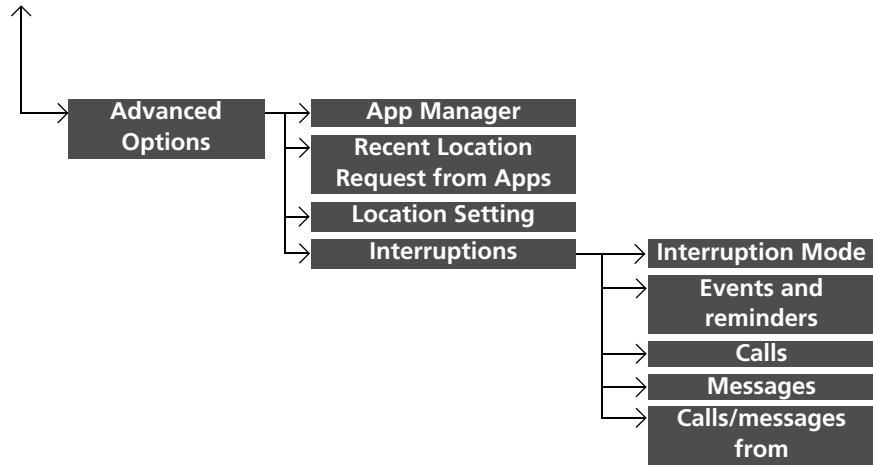 Advanced
Options
App Manager
Recent Location
Request from Apps
Location Setting
Interruptions
Interruption Mode
Events and
reminders
Calls
Messages
Calls/messages
from